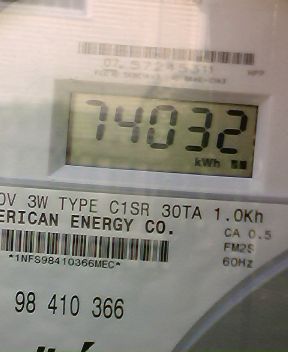 74032
kWh
0V 3W TYPE C1SR 30TA 1.0Kh
ERICAN ENERGY CO.
CA 0.5
FM2S
60Hz
*1NFS98410366MEC*
98 410 366